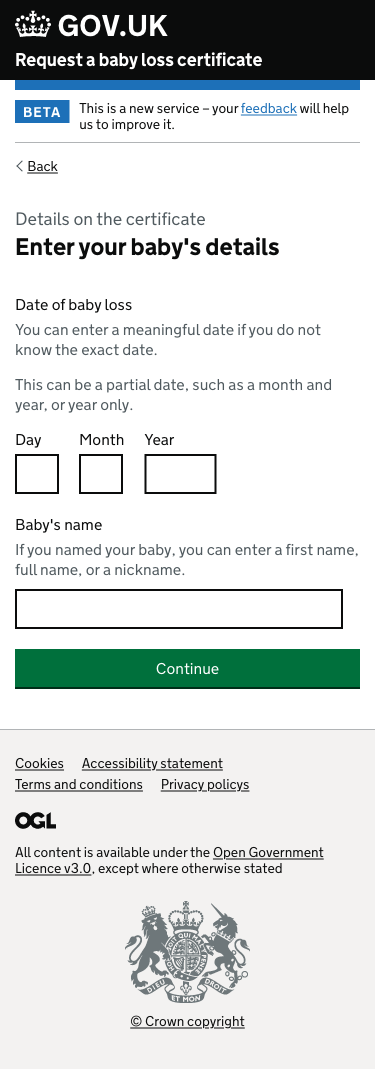 GOV.UK
Request a baby loss certificate
BETA
This is a new service – your feedback will help
us to improve it.
Back
Details on the certificate
Enter your baby's details
Date of baby loss
You can enter a meaningful date if you do not
know the exact date.
This can be a partial date, such as a month and
year, or year only.
Day Month Year
Baby's name
If you named your baby, you can enter a first name,
full name, or a nickname.
Continue
Cookies Accessibility statement
Terms and conditions Privacy policys
OGL
All content is available under the Open Government
Licence v3.0, except where otherwise stated
DIEU ET MON
© Crown copyright